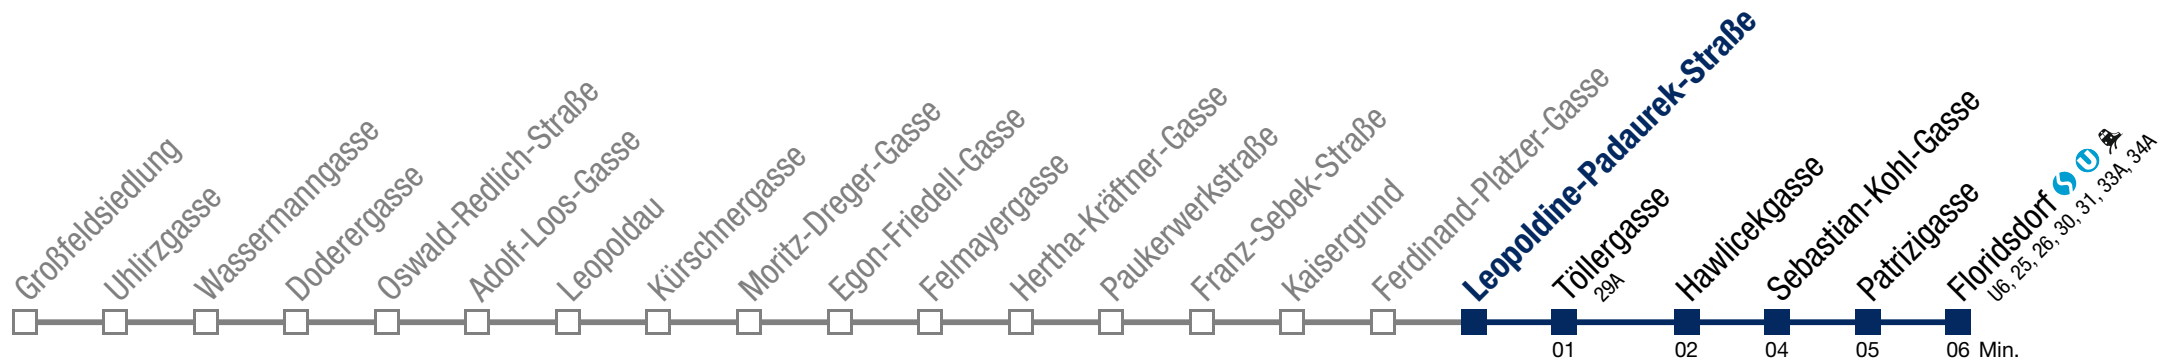 Großfeldsiedlung
Uhlirzgasse
Wassermanngasse
Doderergasse
Oswald-Redlich-Straße
Adolf-Loos-Gasse
Leopoldau
Kürschnergasse
Moritz-Dreger-Gasse
Egon-Friedell-Gasse
Felmayergasse
Hertha-Kräftner-Gasse
Paukerwerkstraße
Franz-Sebek-Straße
Kaisergrund
Ferdinand-Platzer-Gasse
Leopoldine-Padaurek-Straße
Töllergasse
29A
Hawlicekgasse
Sebastian-Kohl-Gasse
Patrizigasse
Floridsdorf S U
U6, 25, 26, 30, 31, 33A, 34A
01 02 04 05 06 Min.